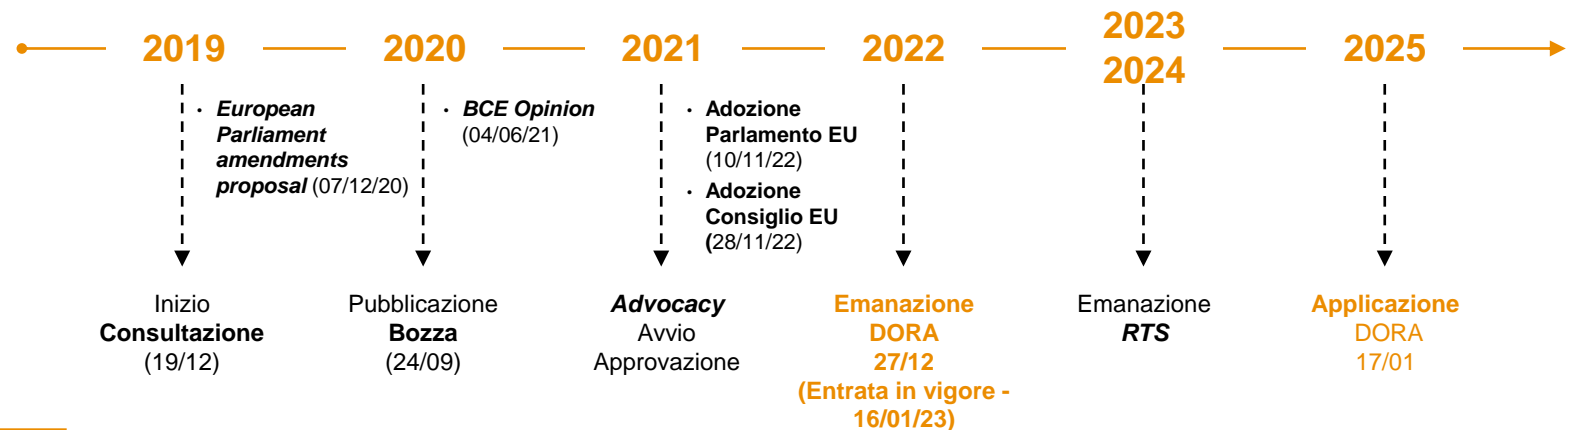 2019
2020
2021
2022
2023
2024
2025
• European
Parliament
amendments
proposal (07/12/20)
• BCE Opinion
(04/06/21)
• Adozione
Parlamento EU
(10/11/22)
• Adozione
Consiglio EU
(28/11/22)
Inizio
Consultazione
(19/12)
Pubblicazione
Bozza
(24/09)
Advocacy
Avvio
Approvazione
Emanazione
DORA
27/12
(Entrata in vigore -
16/01/23)
Emanazione
RTS
Applicazione
DORA
17/01